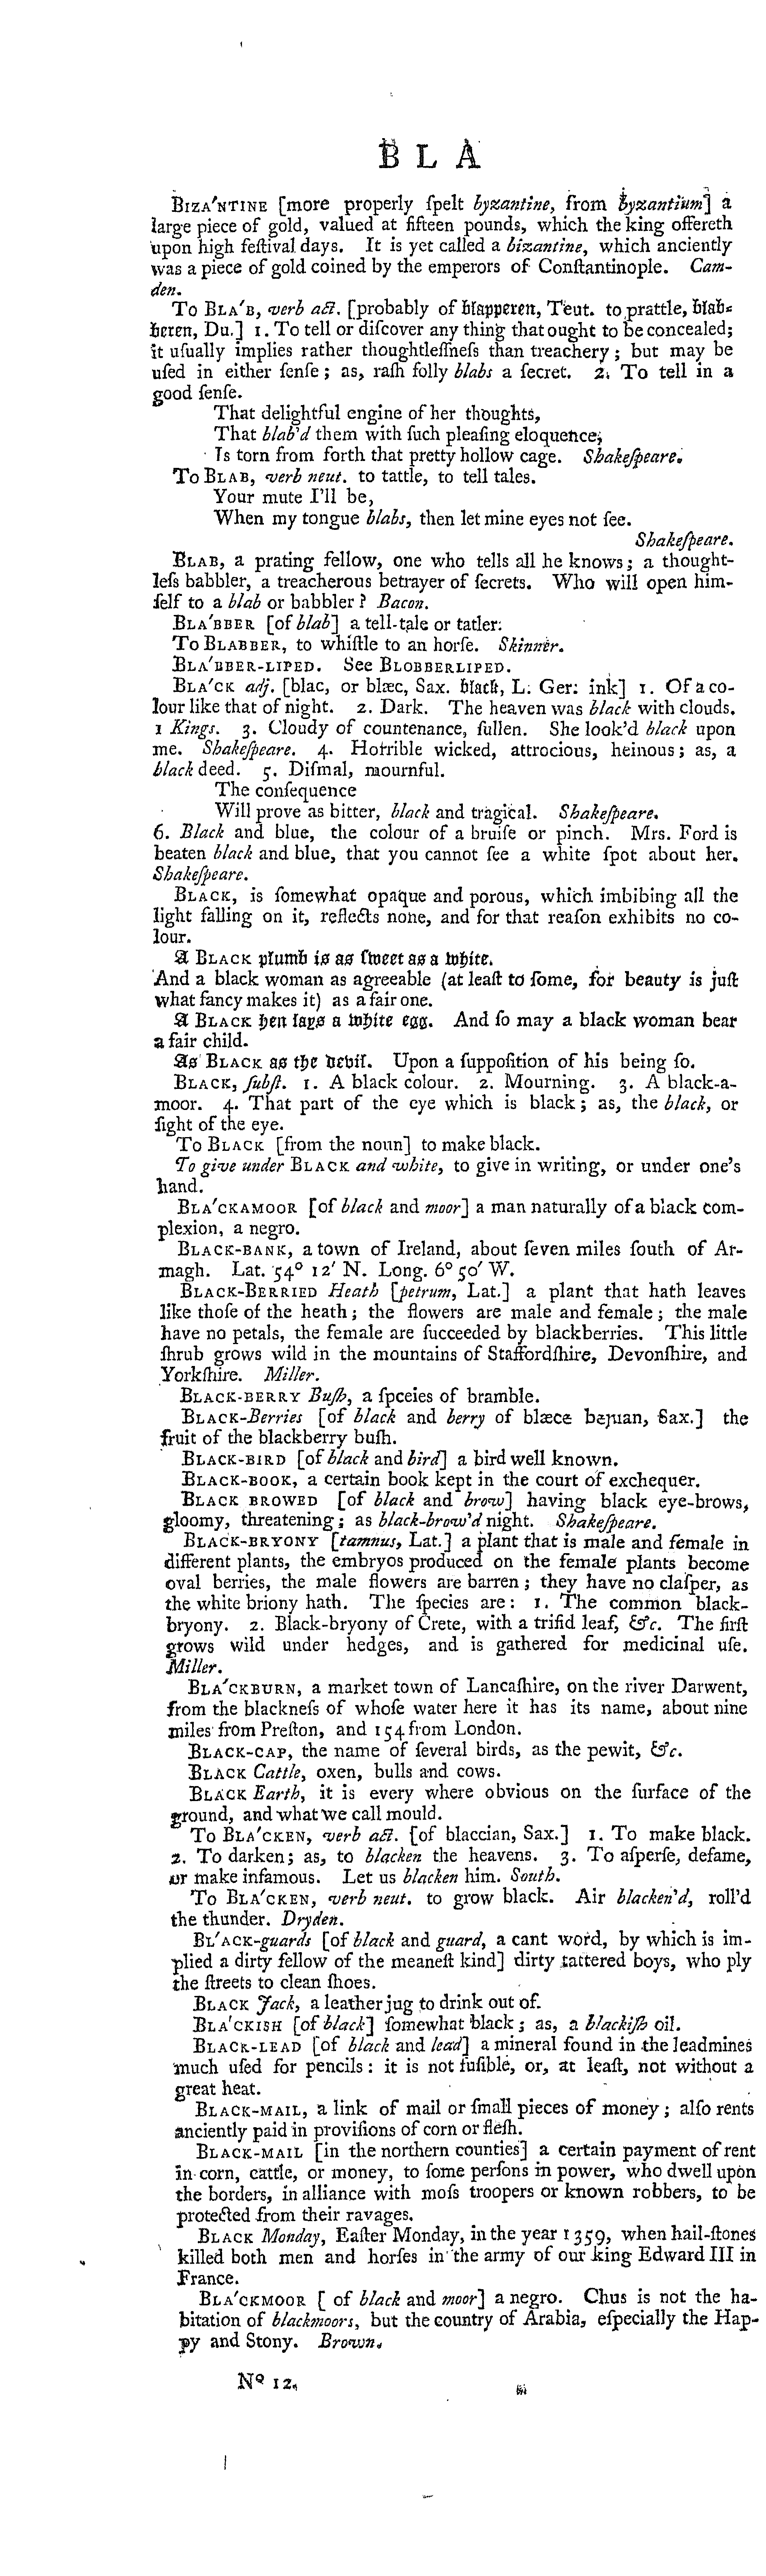 B L A
BIZA'NTINE [more properly ſpelt byzantine, from byzantium] a
large piece of gold, valued at fifteen pounds, which the king offereth
upon high feſtival days. It is yet called a bizantine, which anciently
was a piece of gold coined by the emperors of Conſtantinople. Cam-
den.
To BLA'B, verb act. [probably of blapperen, Teut. to prattle, blab-
beren, Du.] 1. To tell or diſcover any thing that ought to be concealed;
it uſually implies rather thoughtleſſneſs than treachery; but may be
uſed in either ſenſe; as, raſh folly blabs a ſecret. 2. To tell in a
good ſenſe.
That delightful engine of her thoughts,
That blab'd them with ſuch pleaſing eloquence,
Is torn from forth that pretty hollow cage. Shakeſpeare.
To BLAB, verb neut. to tattle, to tell tales.
Your mute I'll be,
When my tongue blabs, then let mine eyes not ſee.
Shakeſpeare.
BLAB, a prating fellow, one who tells all he knows; a thought-
leſs babbler, a treacherous betrayer of ſecrets. Who will open him-
ſelf to a blab or babbler? Bacon.
BLA'BBER [of blab] a tell-tale or tatler.
To BLABBER, to whiſtle to an horſe. Skinner.
BLA'BBER-LIPED. See BLOBBERLIPED.
BLA'CK adj. [blac, or blæc, Sax. black, L. Ger. ink] 1. Of a co-
lour like that of night. 2. Dark. The heaven was black with clouds.
1 Kings. 3. Cloudy of countenance, ſullen. She look'd black upon
me. Shakeſpeare. 4. Horrible wicked, attrocious, heinous; as, a
black deed. 5. Diſmal, mournful.
The conſequence
Will prove as bitter, black and tragical. Shakeſpeare.
6. Black and blue, the colour of a bruiſe or pinch. Mrs. Ford is
beaten black and blue, that you cannot ſee a white ſpot about her.
Shakeſpeare.
BLACK, is ſomewhat opaque and porous, which imbibing all the
light falling on it, reflects none, and for that reaſon exhibits no co-
lour.
A BLACK plumb is as ſweet as a white.
And a black woman as agreeable (at leaſt to ſome, for beauty is juſt
what fancy makes it) as a fair one.
A BLACK hen lays a white egg. And ſo may a black woman bear
a fair child.
As BLACK as the devil. Upon a ſuppoſition of his being ſo.
BLACK, ſubſt. 1. A black colour. 2. Mourning. 3. A black-a-
moor. 4. That part of the eye which is black; as, the black, or
ſight of the eye.
To BLACK [from the noun] to make black.
To give under BLACK and white, to give in writing, or under one's
hand.
BLA'CKAMOOR [of black and moor] a man naturally of a black com-
plexion, a negro.
BLACK-BANK, a town of Ireland, about ſeven miles ſouth of Ar-
magh. Lat. 54° 12' N. Long. 6° 50' W.
BLACK-BERRIED Heath [petrum, Lat.] a plant that hath leaves
like thoſe of the heath; the flowers are male and female; the male
have no petals, the female are ſucceeded by blackberries. This little
ſhrub grows wild in the mountains of Staffordſhire, Devonſhire, and
Yorkſhire. Miller.
BLACK-BERRY Buſh, a ſpceies of bramble.
BLACK-Berries [of black and berry of blæce beꞃian, Sax.] the
fruit of the blackberry buſh.
BLACK-BIRD [of black and bird] a bird well known.
BLACK-BOOK, a certain book kept in the court of exchequer.
BLACK BROWED [of black and brow] having black eye-brows,
gloomy, threatening; as black-brow'd night. Shakeſpeare.
BLACK-BRYONY [tamnus, Lat.] a plant that is male and female in
different plants, the embryos produced on the female plants become
oval berries, the male flowers are barren; they have no claſper, as
the white briony hath. The ſpecies are: 1. The common black-
bryony. 2. Black-bryony of Crete, with a trifid leaf, &c. The firſt
grows wild under hedges, and is gathered for medicinal uſe.
Miller.
BLA'CKBURN, a market town of Lancaſhire, on the river Darwent,
from the blackneſs of whoſe water here it has its name, about nine
miles from Preſton, and 154 from London.
BLACK-CAP, the name of ſeveral birds, as the pewit, &c.
BLACK Cattle, oxen, bulls and cows.
BLACK Earth, it is every where obvious on the ſurface of the
ground, and what we call mould.
To BLA'CKEN, verb act. [of blaccian, Sax.] 1. To make black.
2. To darken; as, to blacken the heavens. 3. To aſperſe, defame,
or make infamous. Let us blacken him. South.
To BLA'CKEN, verb neut. to grow black. Air blacken'd, roll'd
the thunder. Dryden.
BL'ACK-guards [of black and guard, a cant word, by which is im-
plied a dirty fellow of the meaneſt kind] dirty tattered boys, who ply
the ſtreets to clean ſhoes.
BLACK Jack, a leather jug to drink out of.
BLA'CKISH [of black] ſomewhat black; as, a blackiſh oil.
BLACK-LEAD [of black and lead] a mineral found in the leadmines
much uſed for pencils: it is not fuſible, or, at leaſt, not without a
great heat.
BLACK-MAIL, a link of mail or ſmall pieces of money; alſo rents
anciently paid in proviſions of corn or fleſh.
BLACK-MAIL [in the northern counties] a certain payment of rent
in corn, cattle, or money, to ſome perſons in power, who dwell upon
the borders, in alliance with moſs troopers or known robbers, to be
protected from their ravages.
BLACK Monday, Eaſter Monday, in the year 1359, when hail-ſtones
killed both men and horſes in the army of our king Edward III in
France.
BLA'CKMOOR [ of black and moor] a negro. Chus is not the ha-
bitation of blackmoors, but the country of Arabia, eſpecially the Hap-
py and Stony. Brown.
Nº 12.